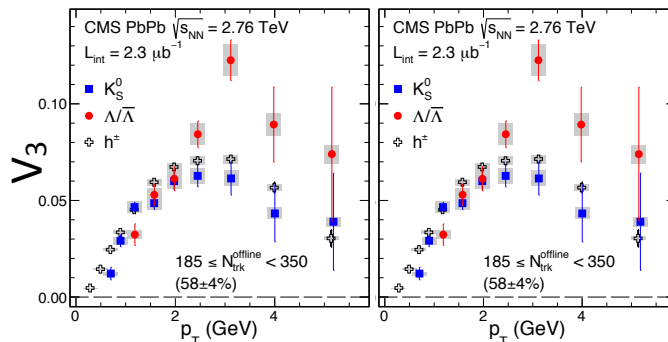 CMS PbPb √s_NN = 2.76 TeV
L_int = 2.3 μb⁻¹
K⁰_S
Λ/Λ̅
h±
185 ≤ N_trk^offline < 350
(58±4%)
v₃
0.10
0.05
0.00
0 2 4
p_T (GeV)
CMS PbPb √s_NN = 2.76 TeV
L_int = 2.3 μb⁻¹
K⁰_S
Λ/Λ̅
h±
185 ≤ N_trk^offline < 350
(58±4%)
0 2 4
p_T (GeV)